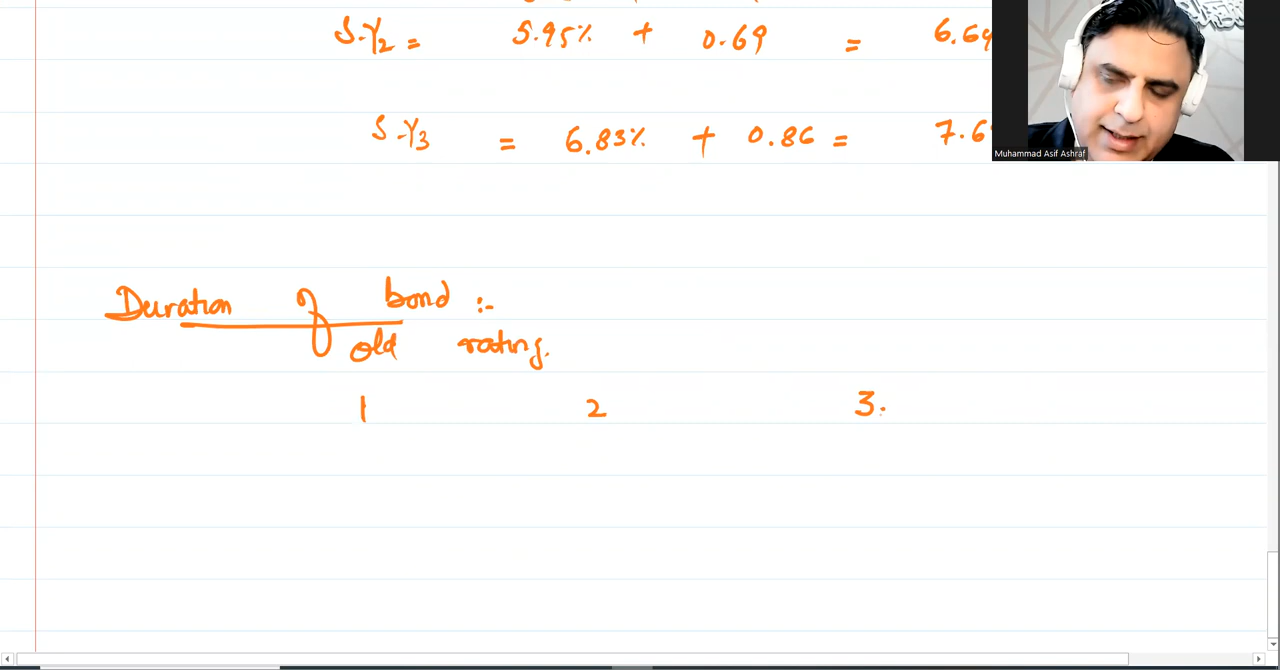 S.Y2 = 5.95% + 0.69 = 6.64
S.Y3 = 6.83% + 0.86 = 7.6
Muhammad Asif Ashraf
Duration of bond :-
old rating.
1 2 3.